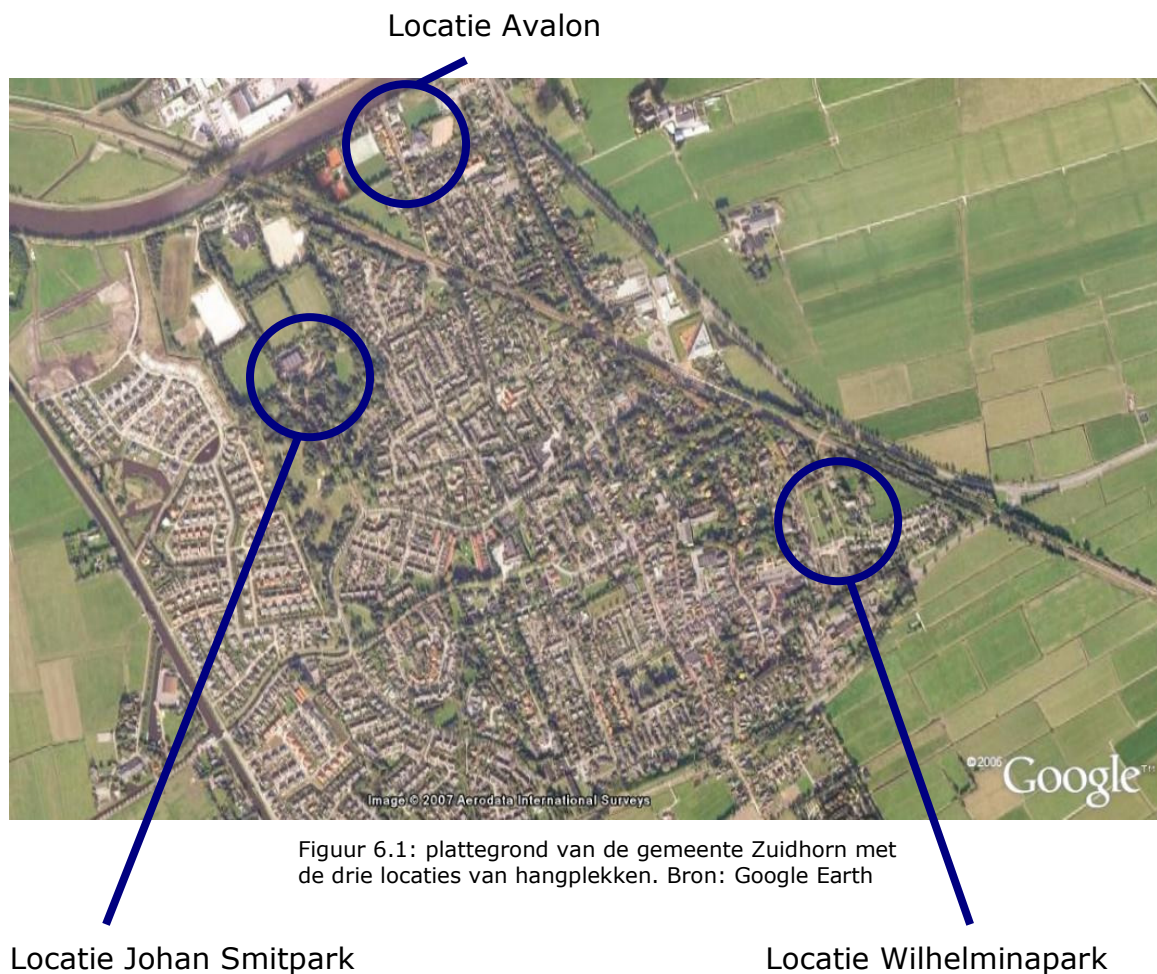 Locatie Avalon
Image © 2007 Aerodata International Surveys
©2006 Google™
Figuur 6.1: plattegrond van de gemeente Zuidhorn met
de drie locaties van hangplekken. Bron: Google Earth
Locatie Johan Smitpark
Locatie Wilhelminapark